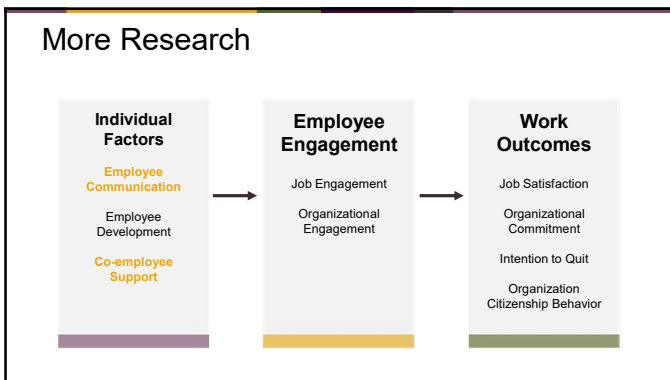 More Research
Individual
Factors
Employee
Communication
Employee
Development
Co-employee
Support
Employee
Engagement
Job Engagement
Organizational
Engagement
Work
Outcomes
Job Satisfaction
Organizational
Commitment
Intention to Quit
Organization
Citizenship Behavior